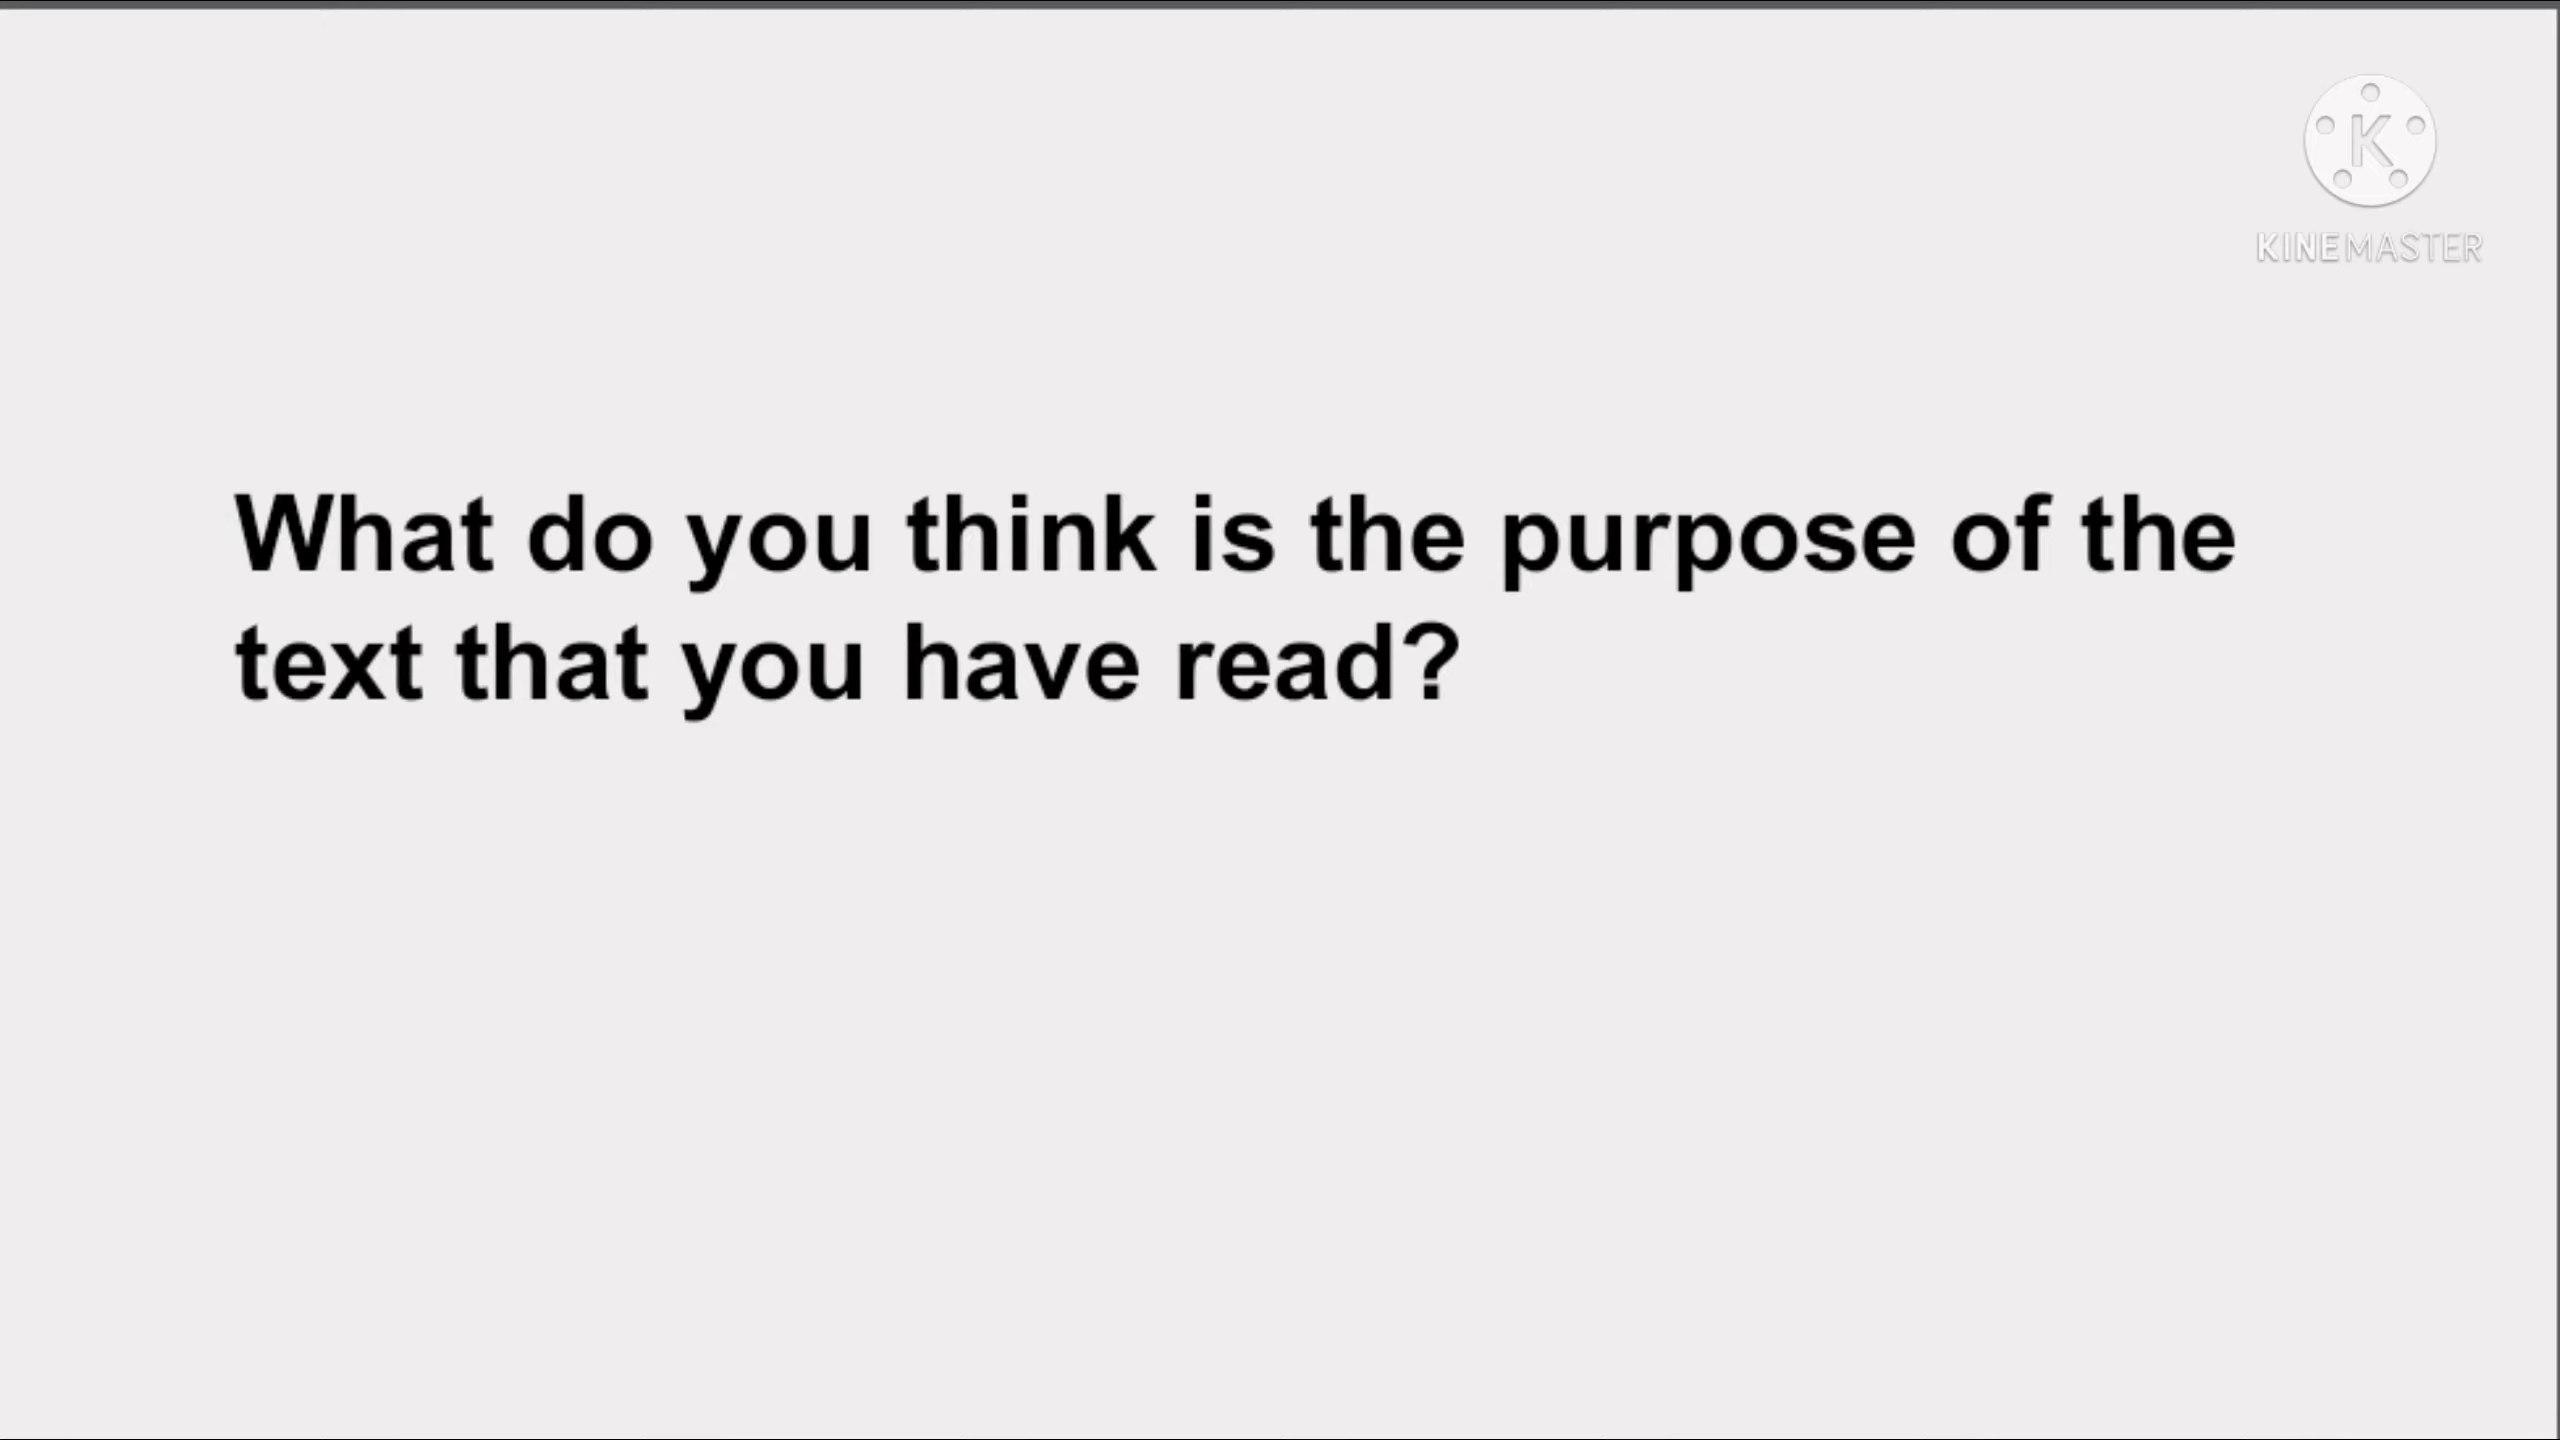 K
KINEMASTER
What do you think is the purpose of the
text that you have read?